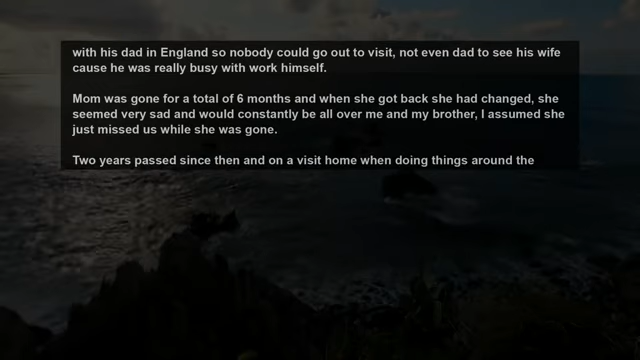 with his dad in England so nobody could go out to visit, not even dad to see his wife
cause he was really busy with work himself.
Mom was gone for a total of 6 months and when she got back she had changed, she
seemed very sad and would constantly be all over me and my brother, I assumed she
just missed us while she was gone.
Two years passed since then and on a visit home when doing things around the